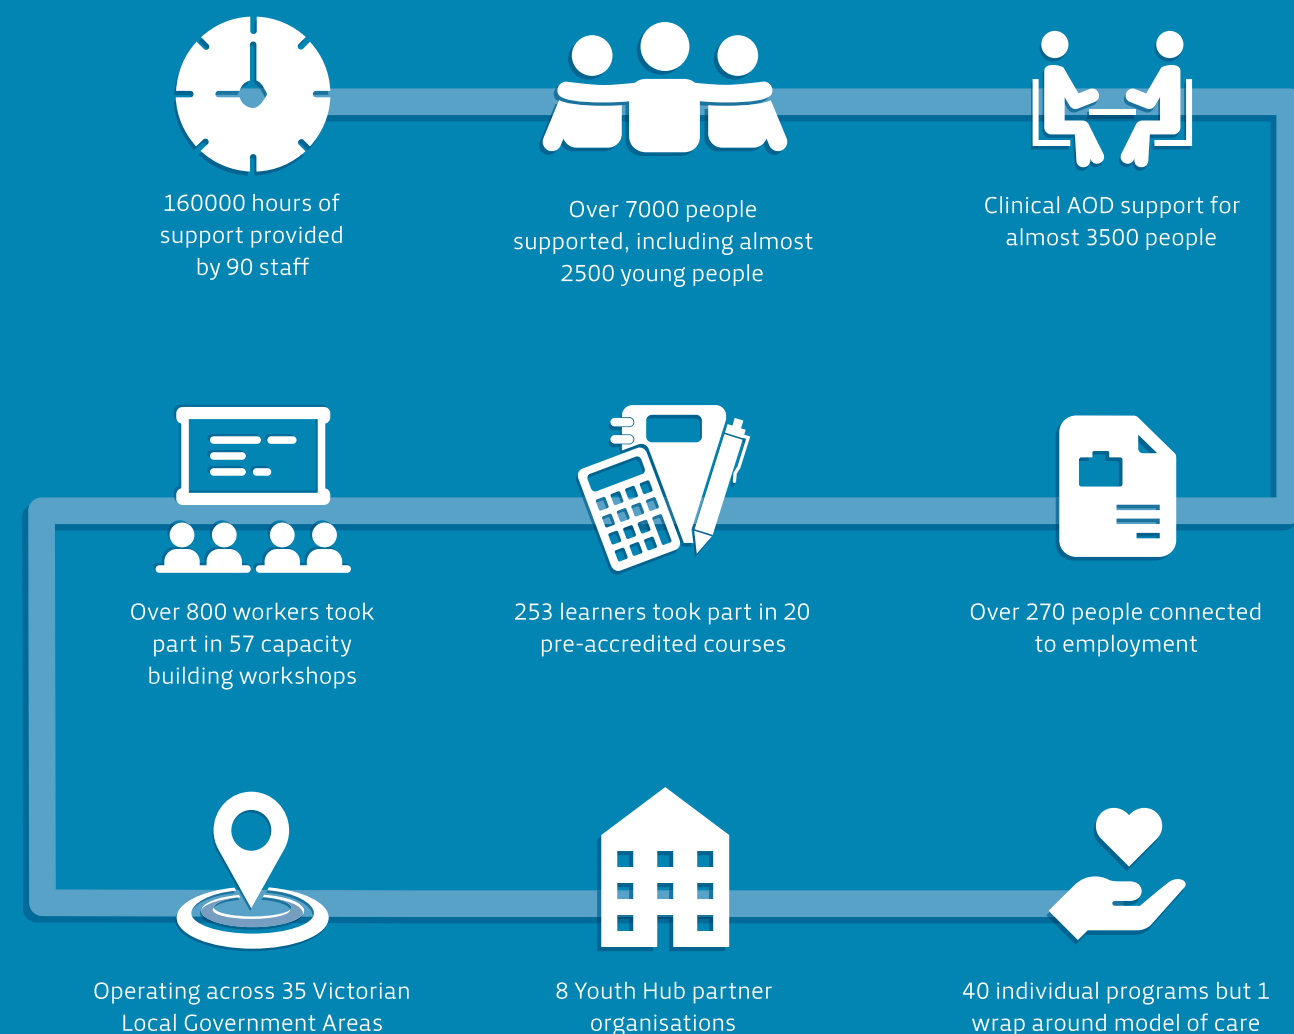 160000 hours of
support provided
by 90 staff
Over 7000 people
supported, including almost
2500 young people
Clinical AOD support for
almost 3500 people
Over 800 workers took
part in 57 capacity
building workshops
253 learners took part in 20
pre-accredited courses
Over 270 people connected
to employment
Operating across 35 Victorian
Local Government Areas
8 Youth Hub partner
organisations
40 individual programs but 1
wrap around model of care